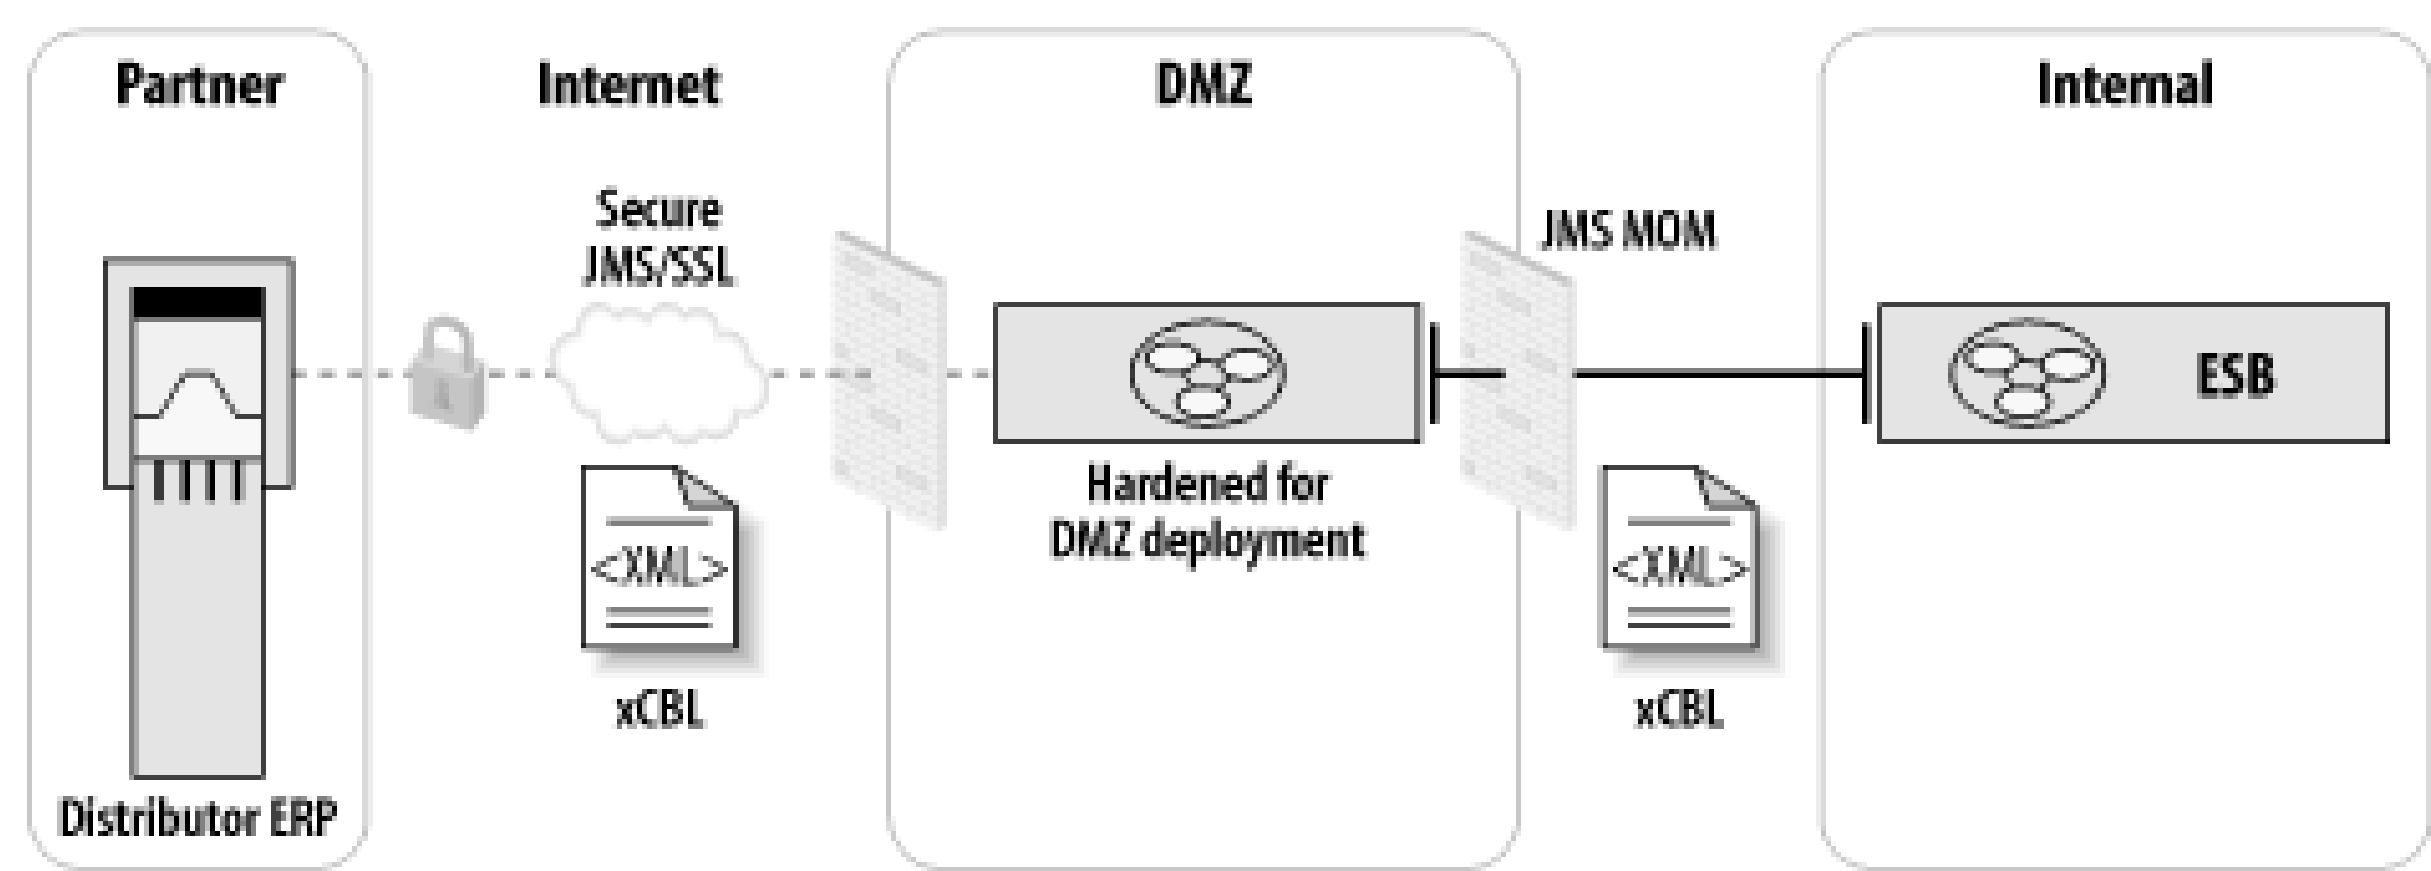 Partner
Internet
DMZ
Internal
Secure
JMS/SSL
JMS MOM
ESB
Hardened for
DMZ deployment
<XML>
<XML>
xCBL
xCBL
Distributor ERP